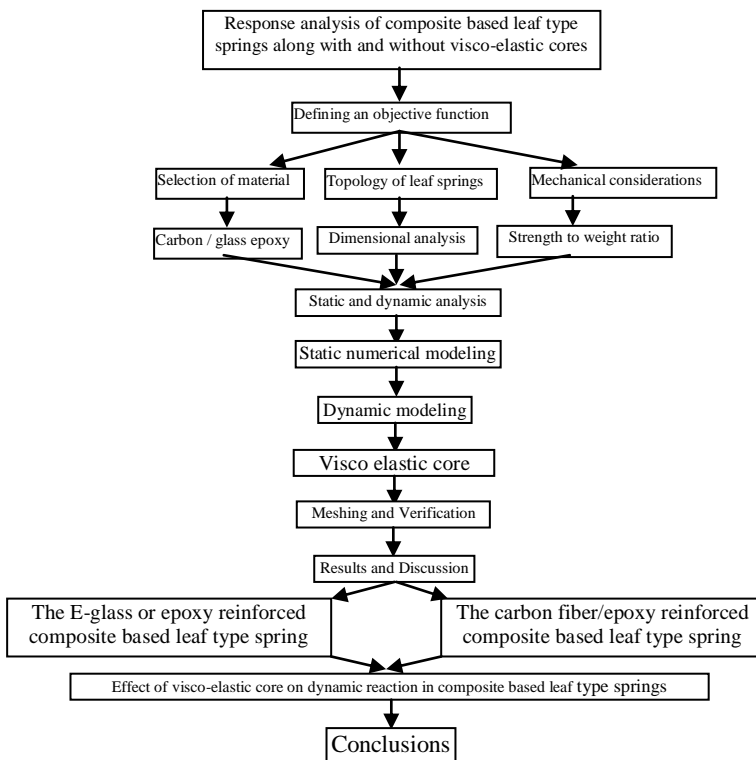 Response analysis of composite based leaf type
springs along with and without visco-elastic cores
Defining an objective function
Selection of material
Topology of leaf springs
Mechanical considerations
Carbon / glass epoxy
Dimensional analysis
Strength to weight ratio
Static and dynamic analysis
Static numerical modeling
Dynamic modeling
Visco elastic core
Meshing and Verification
Results and Discussion
The E-glass or epoxy reinforced
composite based leaf type spring
The carbon fiber/epoxy reinforced
composite based leaf type spring
Effect of visco-elastic core on dynamic reaction in composite based leaf type springs
Conclusions